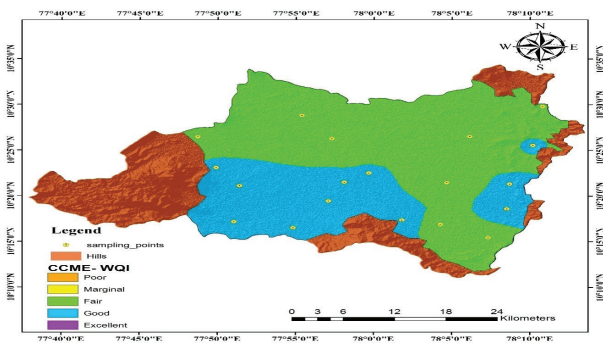 77°40'0"E 77°45'0"E 77°50'0"E 77°55'0"E 78°0'0"E 78°5'0"E 78°10'0"E
N
W E
S
10°35'0"N 10°35'0"N
10°30'0"N 10°30'0"N
10°25'0"N 10°25'0"N
10°20'0"N 10°20'0"N
10°15'0"N 10°15'0"N
10°10'0"N 10°10'0"N
Legend
sampling_points
Hills
CCME- WQI
Poor
Marginal
Fair
Good
Excellent
0 3 6 12 18 24
Kilometers
77°40'0"E 77°45'0"E 77°50'0"E 77°55'0"E 78°0'0"E 78°5'0"E 78°10'0"E